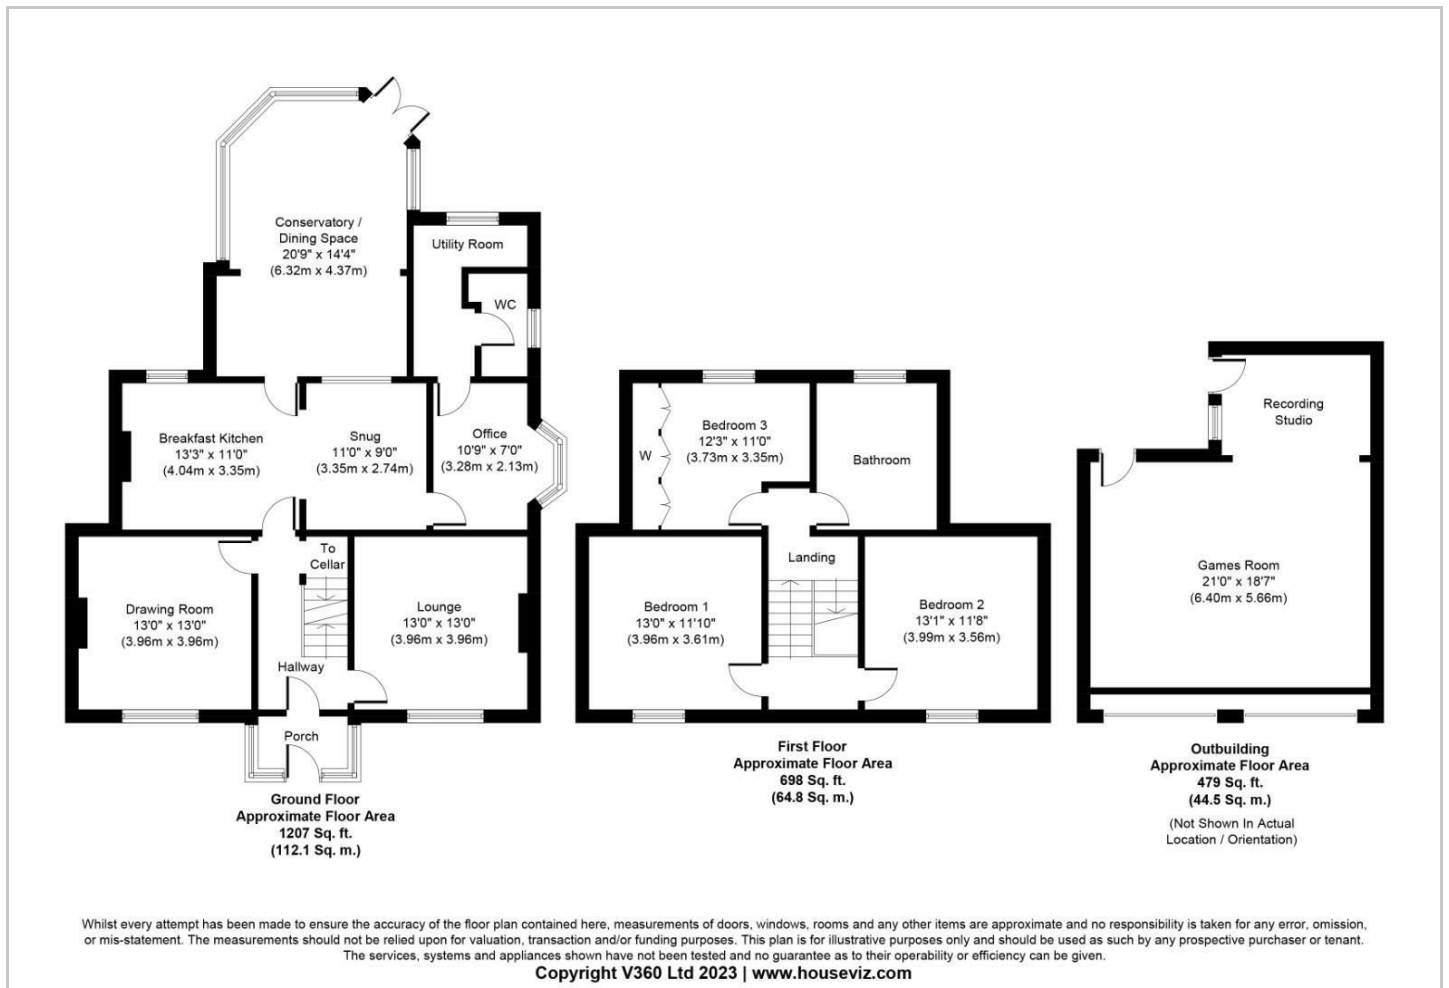 Conservatory /
Dining Space
20'9" x 14'4"
(6.32m x 4.37m)
Utility Room
WC
Breakfast Kitchen
13'3" x 11'0"
(4.04m x 3.35m)
Snug
11'0" x 9'0"
(3.35m x 2.74m)
Office
10'9" x 7'0"
(3.28m x 2.13m)
To
Cellar
Drawing Room
13'0" x 13'0"
(3.96m x 3.96m)
Lounge
13'0" x 13'0"
(3.96m x 3.96m)
Hallway
Porch
Ground Floor
Approximate Floor Area
1207 Sq. ft.
(112.1 Sq. m.)
W
Bedroom 3
12'3" x 11'0"
(3.73m x 3.35m)
Bathroom
Landing
Bedroom 1
13'0" x 11'10"
(3.96m x 3.61m)
Bedroom 2
13'1" x 11'8"
(3.99m x 3.56m)
First Floor
Approximate Floor Area
698 Sq. ft.
(64.8 Sq. m.)
Recording
Studio
Games Room
21'0" x 18'7"
(6.40m x 5.66m)
Outbuilding
Approximate Floor Area
479 Sq. ft.
(44.5 Sq. m.)
(Not Shown In Actual
Location / Orientation)
Whilst every attempt has been made to ensure the accuracy of the floor plan contained here, measurements of doors, windows, rooms and any other items are approximate and no responsibility is taken for any error, omission,
or mis-statement. The measurements should not be relied upon for valuation, transaction and/or funding purposes. This plan is for illustrative purposes only and should be used as such by any prospective purchaser or tenant.
The services, systems and appliances shown have not been tested and no guarantee as to their operability or efficiency can be given.
Copyright V360 Ltd 2023 | www.houseviz.com